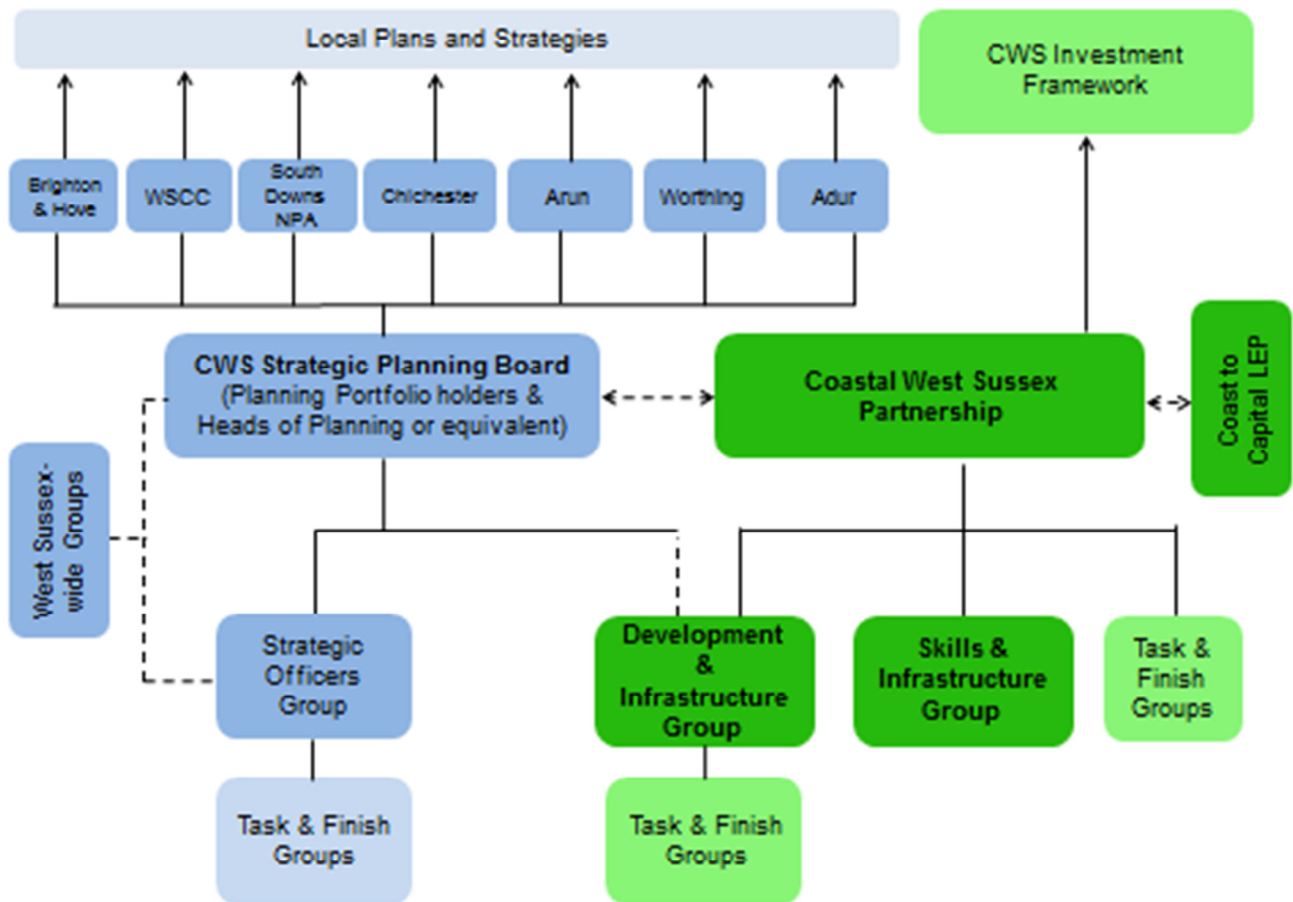 Local Plans and Strategies
CWS Investment
Framework
Brighton
& Hove
WSCC
South
Downs
NPA
Chichester
Arun
Worthing
Adur
CWS Strategic Planning Board
(Planning Portfolio holders &
Heads of Planning or equivalent)
Coastal West Sussex
Partnership
Coast to
Capital LEP
West Sussex-
wide Groups
Strategic
Officers
Group
Development
&
Infrastructure
Group
Skills &
Infrastructure
Group
Task &
Finish
Groups
Task & Finish
Groups
Task & Finish
Groups